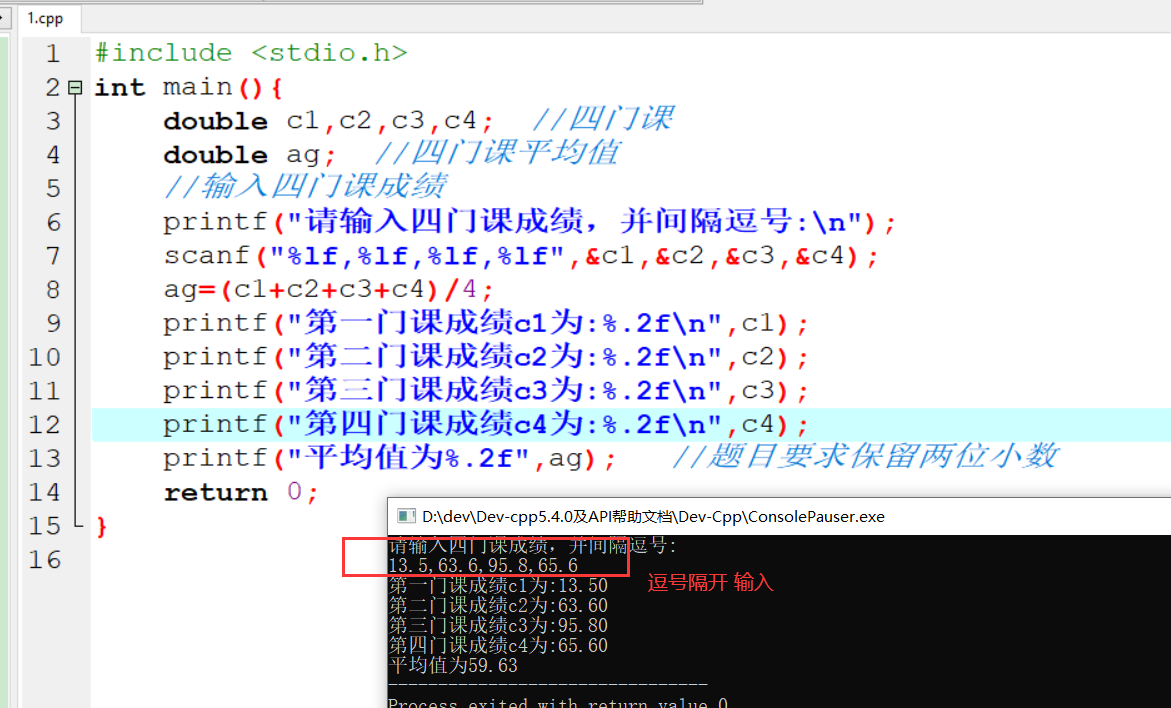 1.cpp
1 #include <stdio.h>
2 int main(){
3 double c1,c2,c3,c4; //四门课
4 double ag; //四门课平均值
5 //输入四门课成绩
6 printf("请输入四门课成绩，并间隔逗号:\n");
7 scanf("%lf,%lf,%lf,%lf",&c1,&c2,&c3,&c4);
8 ag=(c1+c2+c3+c4)/4;
9 printf("第一门课成绩c1为:%.2f\n",c1);
10 printf("第二门课成绩c2为:%.2f\n",c2);
11 printf("第三门课成绩c3为:%.2f\n",c3);
12 printf("第四门课成绩c4为:%.2f\n",c4);
13 printf("平均值为%.2f",ag); //题目要求保留两位小数
14 return 0;
15 }
16
D:\dev\Dev-cpp5.4.0及API帮助文档\Dev-Cpp\ConsolePauser.exe
请输入四门课成绩，并间隔逗号:
13.5,63.6,95.8,65.6
逗号隔开 输入
第一门课成绩c1为:13.50
第二门课成绩c2为:63.60
第三门课成绩c3为:95.80
第四门课成绩c4为:65.60
平均值为59.63
--------------------------------
Process exited with return value 0